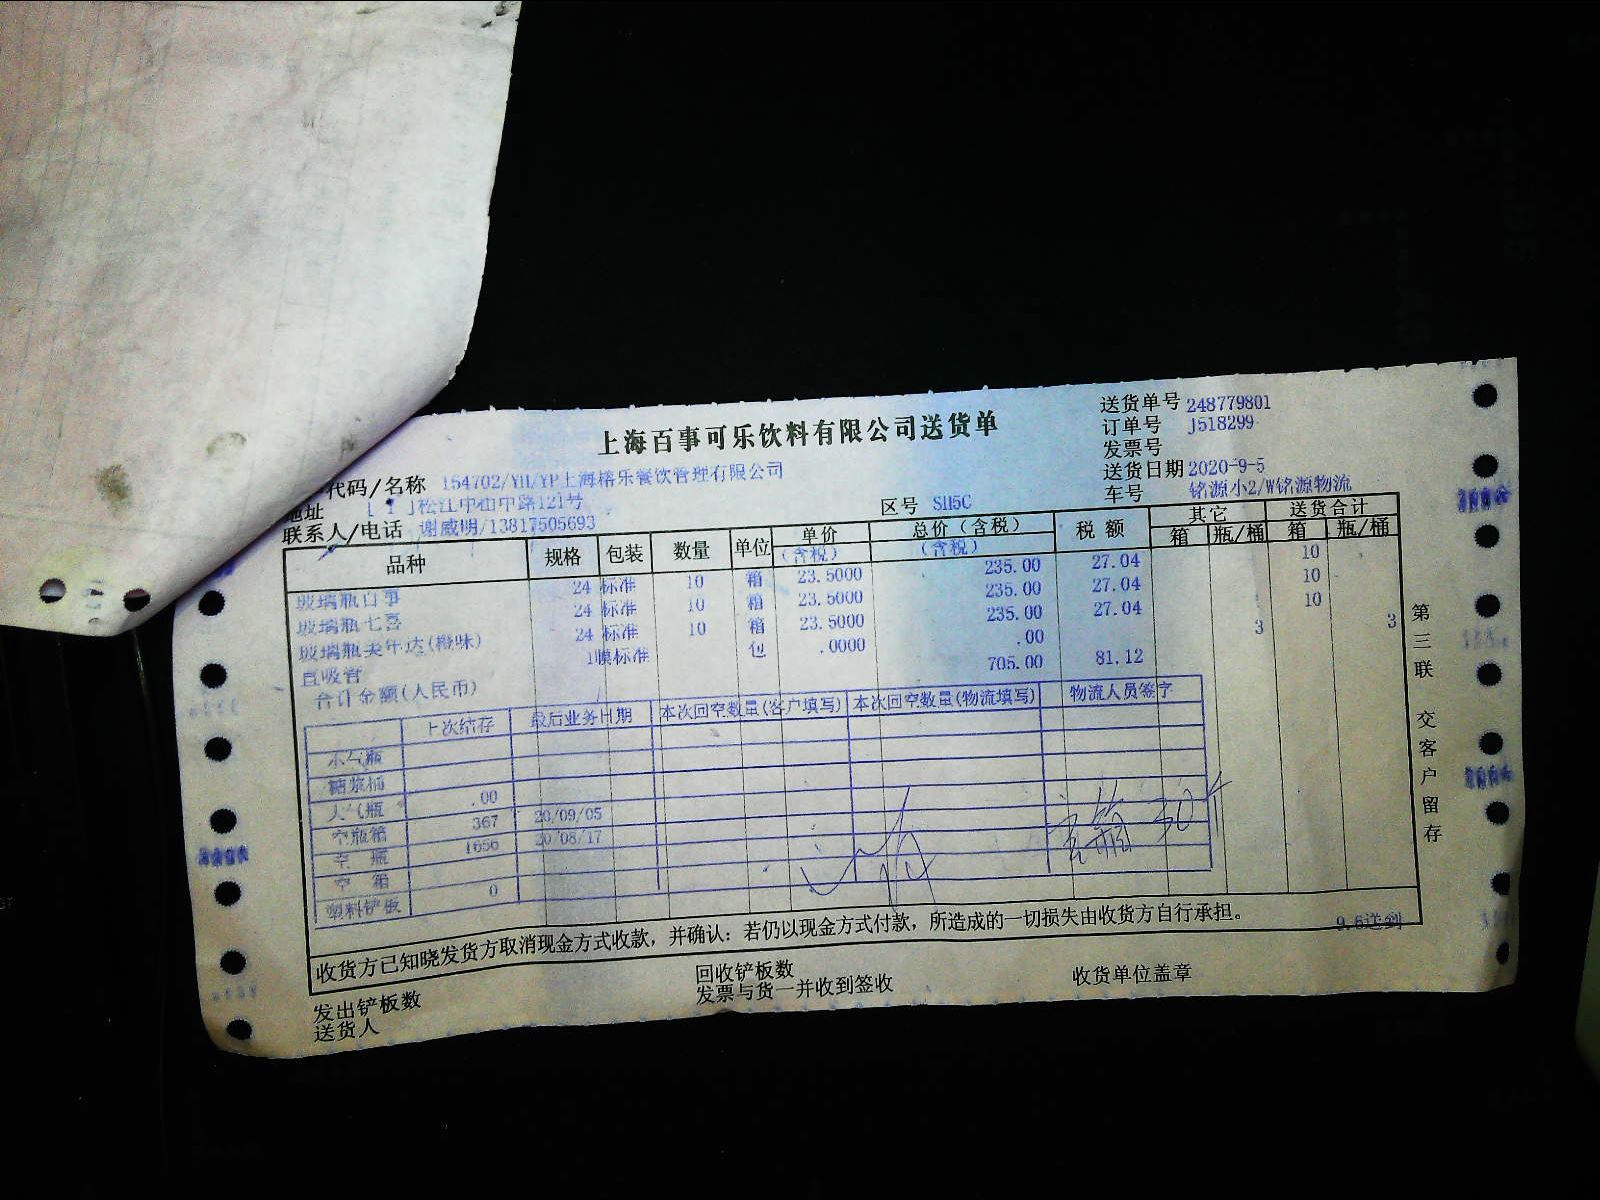 上海百事可乐饮料有限公司送货单
送货单号 248779801
订单号 J518299
发票号
送货日期 2020-9-5
车号 铭源小2/W铭源物流
代码/名称 154702/YH/YP上海榕乐餐饮管理有限公司
地址 松江中山中路121号
区号 SH5C
联系人/电话 谢威明/13817505693
品种 规格 包装 数量 单位 单价(含税) 总价(含税) 税额 其它 箱 瓶/桶 送货合计 箱 瓶/桶
(含税)
玻璃瓶百事 24 标准 10 箱 23.5000 235.00 27.04 10
玻璃瓶七喜 24 标准 10 箱 23.5000 235.00 27.04 10
玻璃瓶美年达(橙味) 24 标准 10 箱 23.5000 235.00 27.04 10
直吸管 1 膜标准 包 .0000 .00 3 3
合计金额(人民币) 705.00 81.12
上次结存 最后业务日期 本次回空数量(客户填写) 本次回空数量(物流填写) 物流人员签字
糖浆桶
.00
空瓶箱 367 20/09/05
空 瓶 1656 20/08/17
空 箱
塑料铲板 0
收货方已知晓发货方取消现金方式收款，并确认：若仍以现金方式付款，所造成的一切损失由收货方自行承担。
9.6送到
发出铲板数
回收铲板数
收货单位盖章
送货人
发票与货一并收到签收
第三联 交客户留存